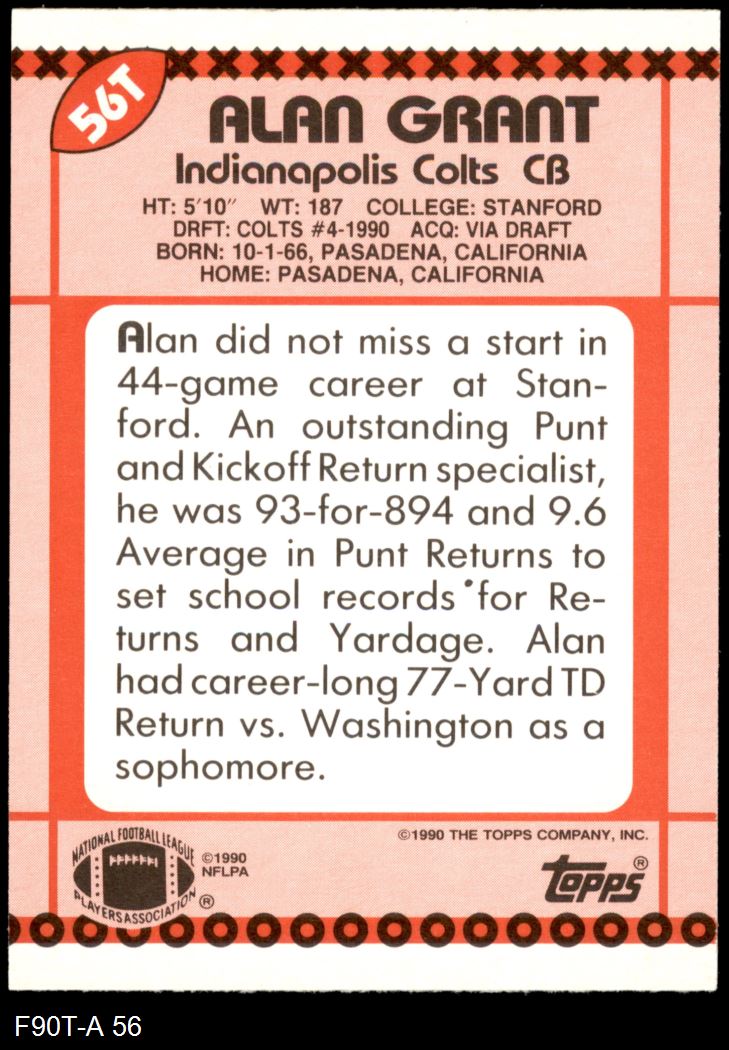 56T
ALAN GRANT
Indianapolis Colts CB
HT: 5'10" WT: 187 COLLEGE: STANFORD
DRFT: COLTS #4-1990 ACQ: VIA DRAFT
BORN: 10-1-66, PASADENA, CALIFORNIA
HOME: PASADENA, CALIFORNIA
Alan did not miss a start in
44-game career at Stan-
ford. An outstanding Punt
and Kickoff Return specialist,
he was 93-for-894 and 9.6
Average in Punt Returns to
set school records for Re-
turns and Yardage. Alan
had career-long 77-Yard TD
Return vs. Washington as a
sophomore.
NATIONAL FOOTBALL LEAGUE
PLAYERS ASSOCIATION ®
©1990
NFLPA
©1990 THE TOPPS COMPANY, INC.
topps ®
F90T-A 56